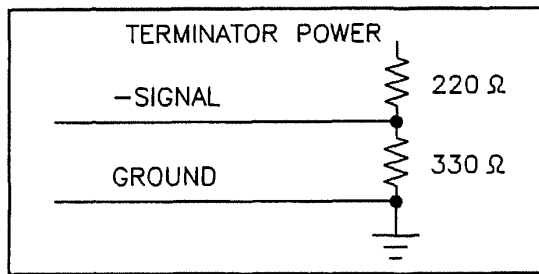 TERMINATOR POWER
220 Ω
-SIGNAL
330 Ω
GROUND